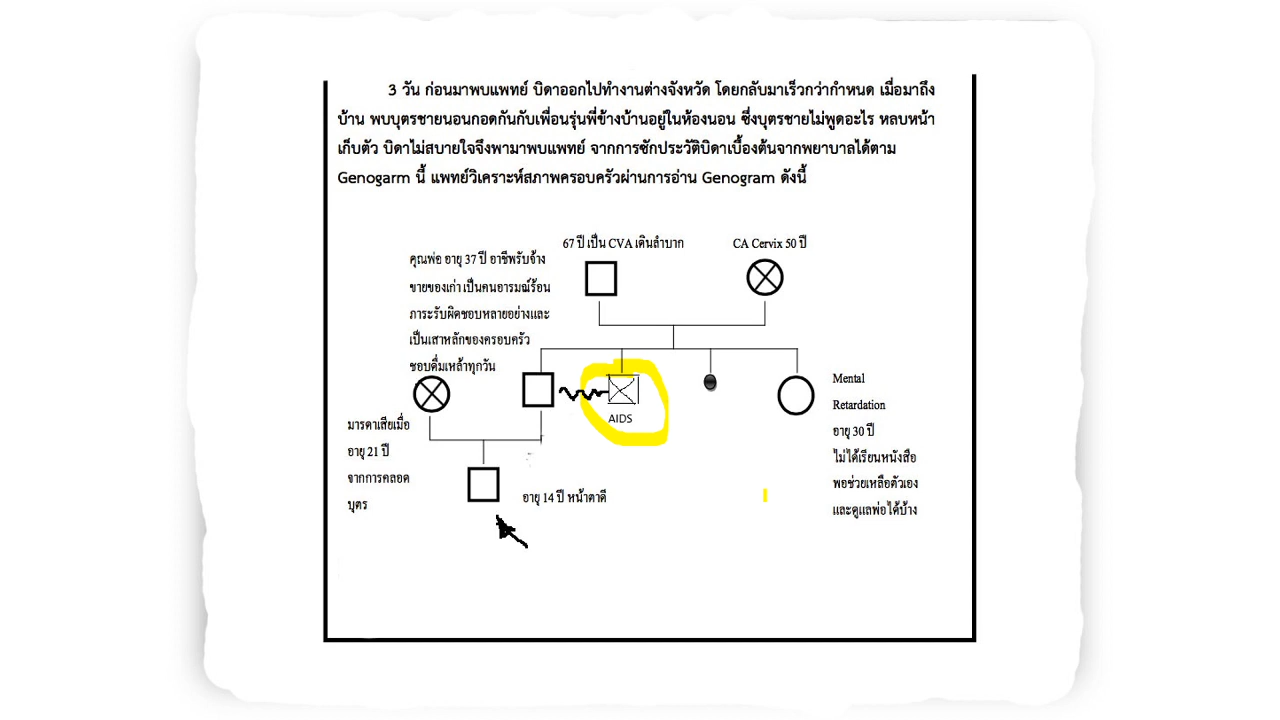 3 วัน ก่อนมาพบแพทย์ บิดาออกไปทำงานต่างจังหวัด โดยกลับมาเร็วกว่ากำหนด เมื่อมาถึง
บ้าน พบบุตรชายนอนกอดกันกับเพื่อนรุ่นพี่ข้างบ้านอยู่ในห้องนอน ซึ่งบุตรชายไม่พูดอะไร หลบหน้า
เก็บตัว บิดาไม่สบายใจจึงพามาพบแพทย์ จากการซักประวัติบิดาเบื้องต้นจากพยาบาลได้ตาม
Genogarm นี้ แพทย์วิเคราะห์สภาพครอบครัวผ่านการอ่าน Genogram ดังนี้
67 ปี เป็น CVA เดินลำบาก
CA Cervix 50 ปี
คุณพ่อ อายุ 37 ปี อาชีพรับจ้าง
ขายของเก่า เป็นคนอารมณ์ร้อน
ภาระรับผิดชอบหลายอย่างและ
เป็นเสาหลักของครอบครัว
ชอบดื่มเหล้าทุกวัน
AIDS
Mental
Retardation
อายุ 30 ปี
ไม่ได้เรียนหนังสือ
พอช่วยเหลือตัวเอง
และดูแลพ่อได้บ้าง
มารดาเสียเมื่อ
อายุ 21 ปี
จากการคลอด
บุตร
อายุ 14 ปี หน้าตาดี